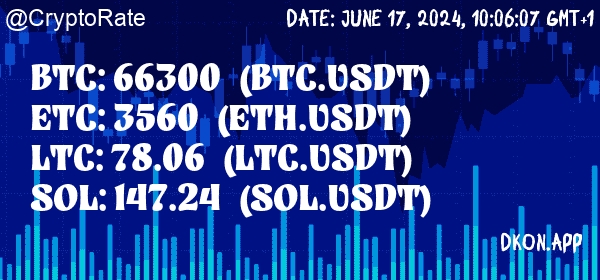 @CryptoRate
DATE: JUNE 17, 2024, 10:06:07 GMT+1
BTC: 66300 (BTC.USDT)
ETC: 3560 (ETH.USDT)
LTC: 78.06 (LTC.USDT)
SOL: 147.24 (SOL.USDT)
DKON.APP